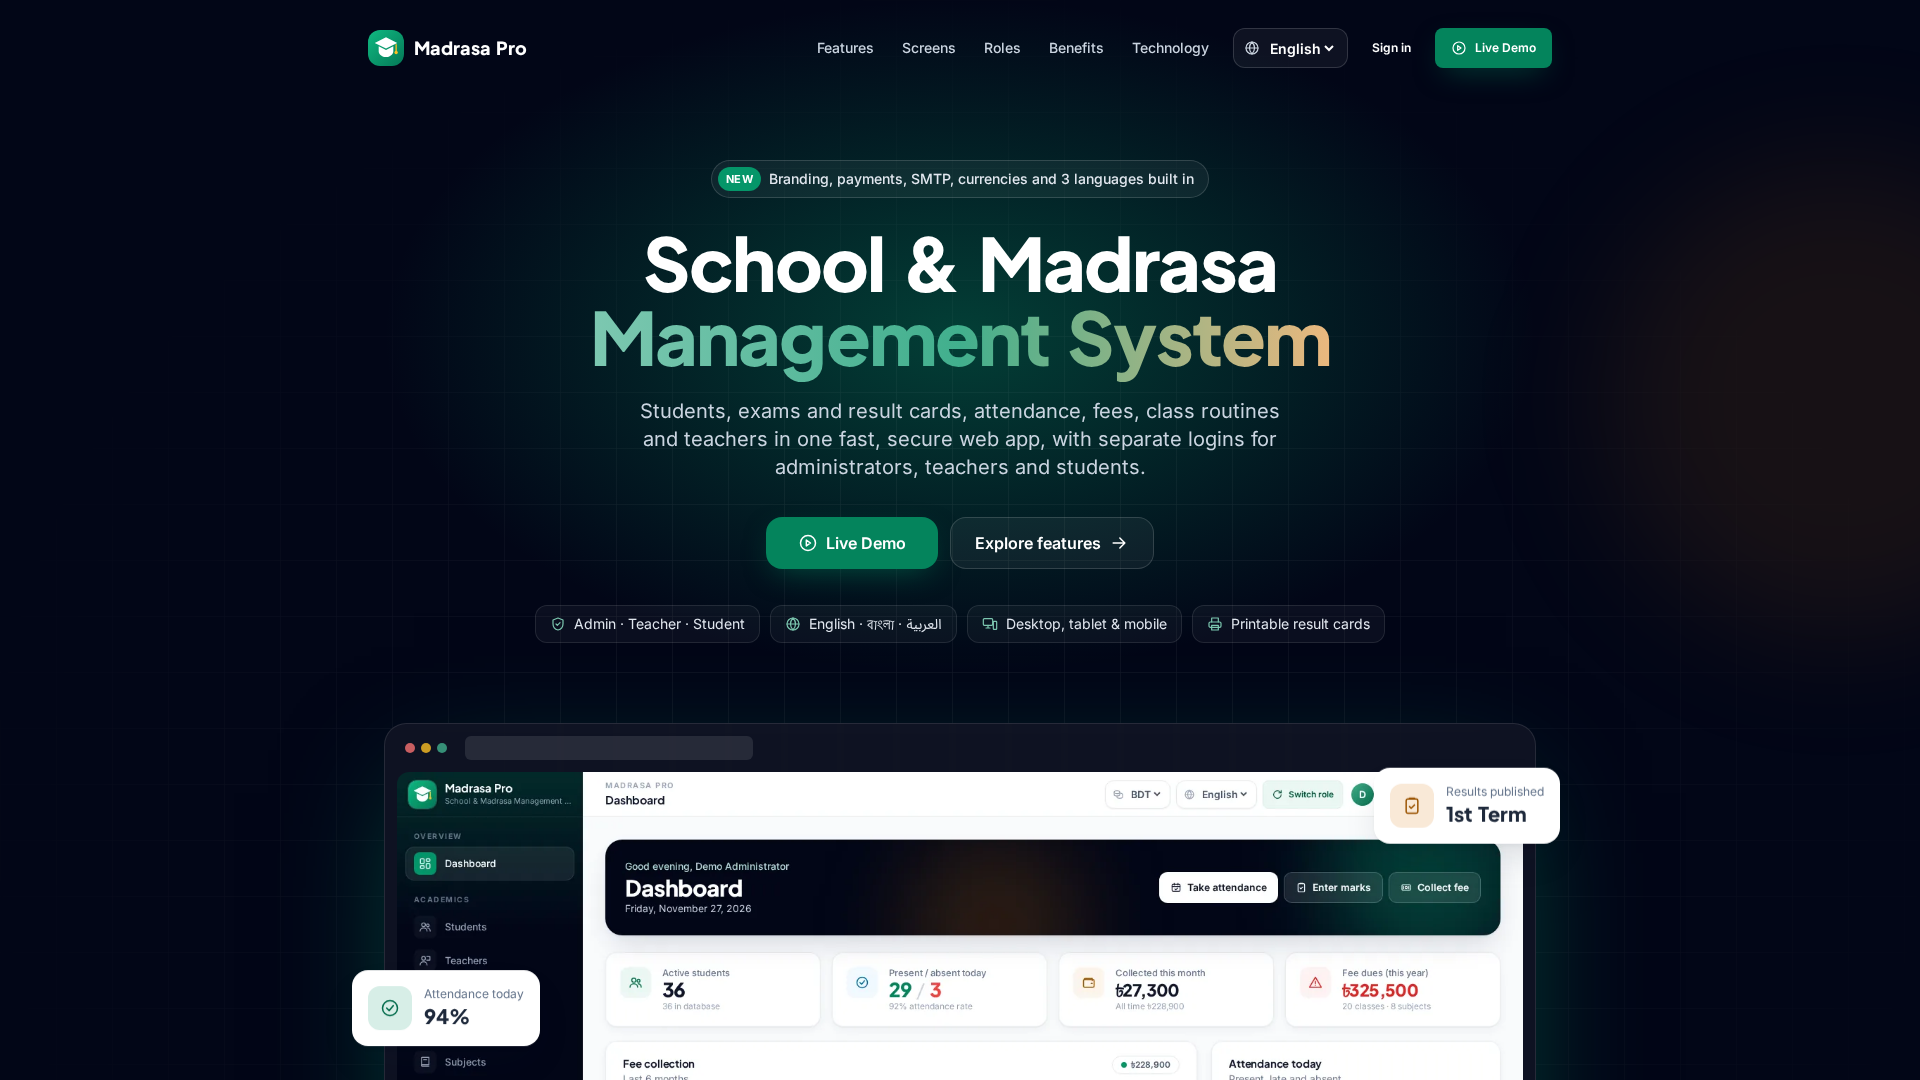 Madrasa Pro
Features Screens Roles Benefits Technology English Sign in Live Demo
NEW Branding, payments, SMTP, currencies and 3 languages built in
School & Madrasa
Management System
Students, exams and result cards, attendance, fees, class routines
and teachers in one fast, secure web app, with separate logins for
administrators, teachers and students.
Live Demo Explore features
Admin · Teacher · Student
English · বাংলা · العربية
Desktop, tablet & mobile
Printable result cards
Madrasa Pro
School & Madrasa Management ...
OVERVIEW
Dashboard
ACADEMICS
Students
Teachers
Subjects
Attendance today
94%
MADRASA PRO
Dashboard
BDT English Switch role D
Results published
1st Term
Good evening, Demo Administrator
Dashboard
Friday, November 27, 2026
Take attendance Enter marks Collect fee
Active students
36
36 in database
Present / absent today
29 / 3
92% attendance rate
Collected this month
৳27,300
All time ৳228,900
Fee dues (this year)
৳325,500
20 classes · 8 subjects
Fee collection
Last 6 months
৳228,900
Attendance today
Present, late and absent